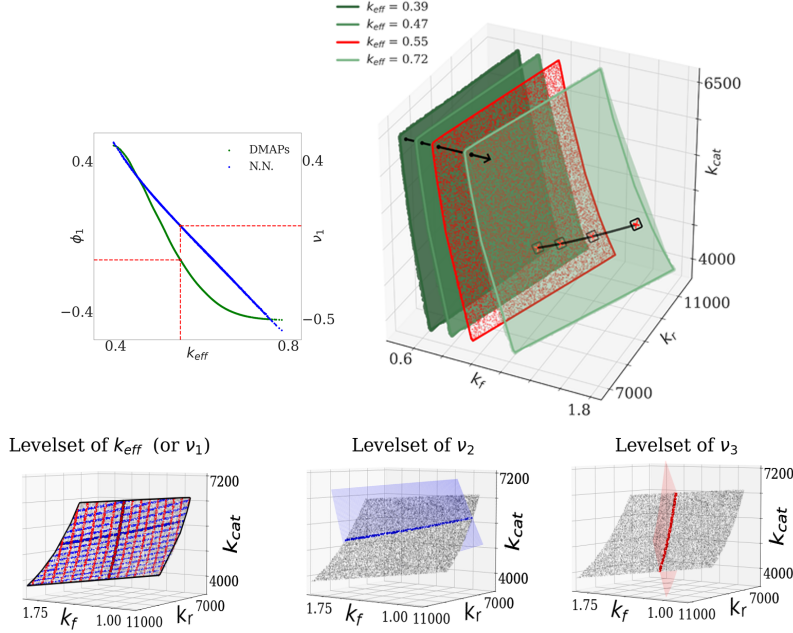 k_eff = 0.39
k_eff = 0.47
k_eff = 0.55
k_eff = 0.72
6500
k_cat
4000
11000
k_r
7000
0.6
k_f
1.8
DMAPs
N.N.
0.4
0.4
ϕ_1
ν_1
−0.4
−0.5
0.4
k_eff
0.8
Levelset of k_eff (or ν_1)
7200
k_cat
4000
1.75
k_f
1.00
11000
k_r
7000
Levelset of ν_2
7200
k_cat
4000
1.75
k_f
1.00
11000
k_r
7000
Levelset of ν_3
7200
k_cat
4000
1.75
k_f
1.00
11000
k_r
7000